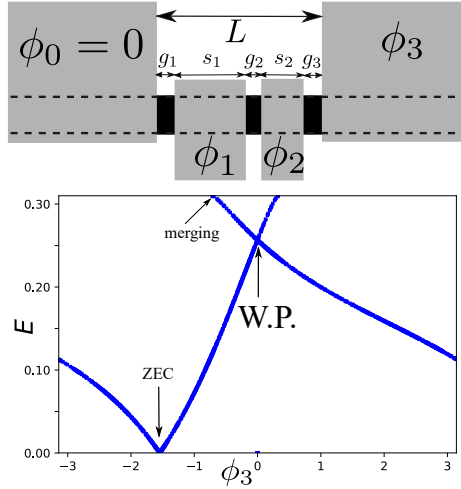 ϕ₀ = 0
L
ϕ₃
g₁ s₁ g₂ s₂ g₃
ϕ₁ ϕ₂
0.30
merging
0.20
W.P.
E
0.10
ZEC
0.00
−3 −2 −1 0 1 2 3
ϕ₃